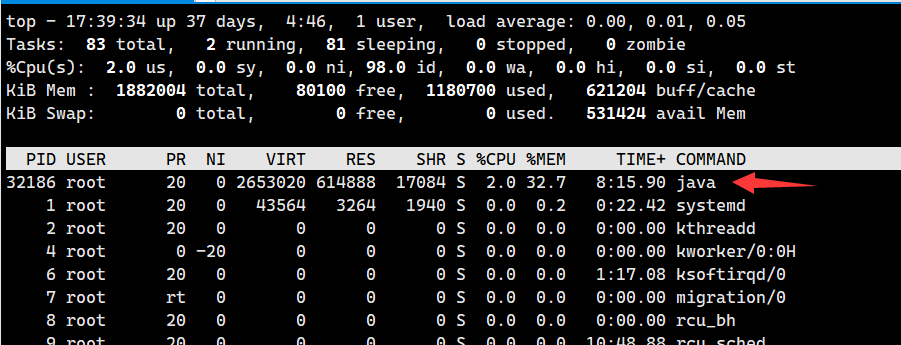 top - 17:39:34 up 37 days,  4:46,  1 user,  load average: 0.00, 0.01, 0.05
Tasks:  83 total,   2 running,  81 sleeping,   0 stopped,   0 zombie
%Cpu(s):  2.0 us,  0.0 sy,  0.0 ni, 98.0 id,  0.0 wa,  0.0 hi,  0.0 si,  0.0 st
KiB Mem :  1882004 total,    80100 free,  1180700 used,   621204 buff/cache
KiB Swap:        0 total,        0 free,        0 used.   531424 avail Mem
PID USER      PR  NI    VIRT    RES    SHR S %CPU %MEM     TIME+ COMMAND
32186 root      20   0 2653020 614888  17084 S  2.0 32.7   8:15.90 java
1 root      20   0   43564   3264   1940 S  0.0  0.2   0:22.42 systemd
2 root      20   0       0      0      0 S  0.0  0.0   0:00.00 kthreadd
4 root       0 -20       0      0      0 S  0.0  0.0   0:00.00 kworker/0:0H
6 root      20   0       0      0      0 S  0.0  0.0   1:17.08 ksoftirqd/0
7 root      rt   0       0      0      0 S  0.0  0.0   0:00.00 migration/0
8 root      20   0       0      0      0 S  0.0  0.0   0:00.00 rcu_bh
9 root      20   0       0      0      0 S  0.0  0.0  10:48.88 rcu_sched